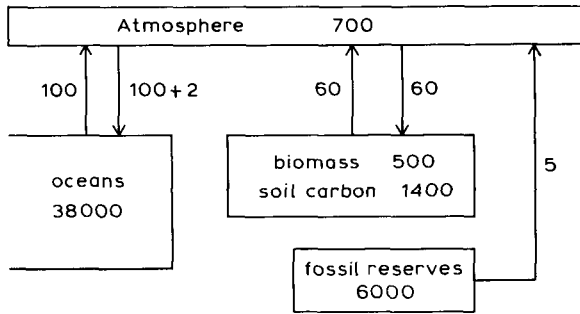 Atmosphere 700
100 100+2 60 60
5
oceans
38000
biomass 500
soil carbon 1400
fossil reserves
6000